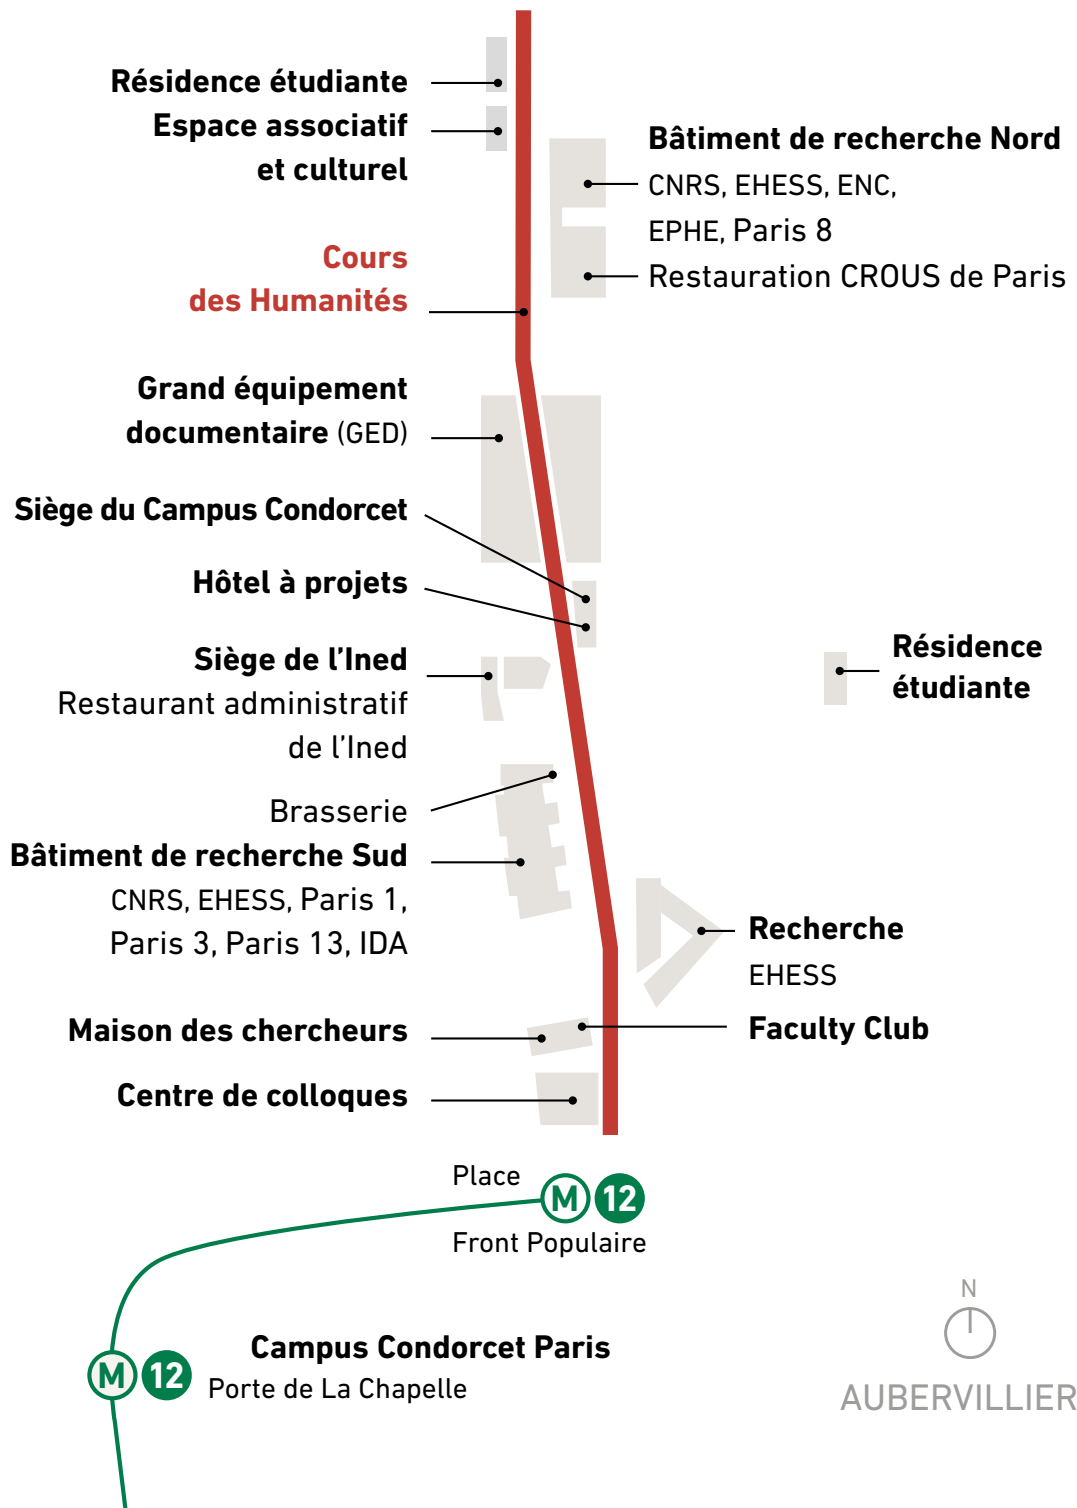 Résidence étudiante
Espace associatif
et culturel
Bâtiment de recherche Nord
CNRS, EHESS, ENC,
EPHE, Paris 8
Restauration CROUS de Paris
Cours
des Humanités
Grand équipement
documentaire (GED)
Siège du Campus Condorcet
Hôtel à projets
Siège de l’Ined
Restaurant administratif
de l’Ined
Résidence
étudiante
Brasserie
Bâtiment de recherche Sud
CNRS, EHESS, Paris 1,
Paris 3, Paris 13, IDA
Recherche
EHESS
Maison des chercheurs
Faculty Club
Centre de colloques
Place
M 12
Front Populaire
N
AUBERVILLIER
Campus Condorcet Paris
M 12
Porte de La Chapelle